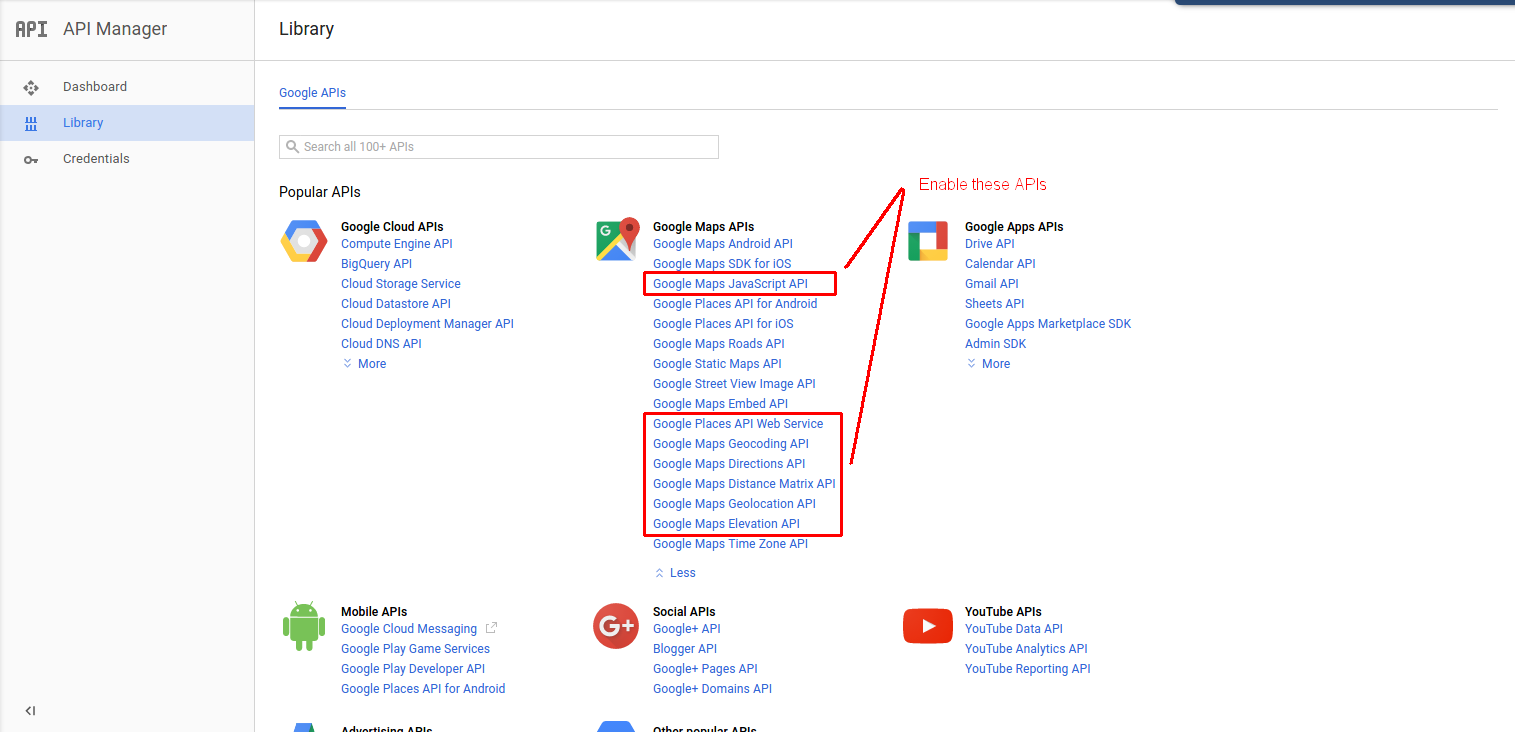 API API Manager
Library
Dashboard
Library
Credentials
Google APIs
Search all 100+ APIs
Popular APIs
Enable these APIs
Google Cloud APIs
Compute Engine API
BigQuery API
Cloud Storage Service
Cloud Datastore API
Cloud Deployment Manager API
Cloud DNS API
More
G
Google Maps APIs
Google Maps Android API
Google Maps SDK for iOS
Google Maps JavaScript API
Google Places API for Android
Google Places API for iOS
Google Maps Roads API
Google Static Maps API
Google Street View Image API
Google Maps Embed API
Google Places API Web Service
Google Maps Geocoding API
Google Maps Directions API
Google Maps Distance Matrix API
Google Maps Geolocation API
Google Maps Elevation API
Google Maps Time Zone API
Less
Google Apps APIs
Drive API
Calendar API
Gmail API
Sheets API
Google Apps Marketplace SDK
Admin SDK
More
Mobile APIs
Google Cloud Messaging
Google Play Game Services
Google Play Developer API
Google Places API for Android
G+
Social APIs
Google+ API
Blogger API
Google+ Pages API
Google+ Domains API
YouTube APIs
YouTube Data API
YouTube Analytics API
YouTube Reporting API
Advertising APIs
Other popular APIs